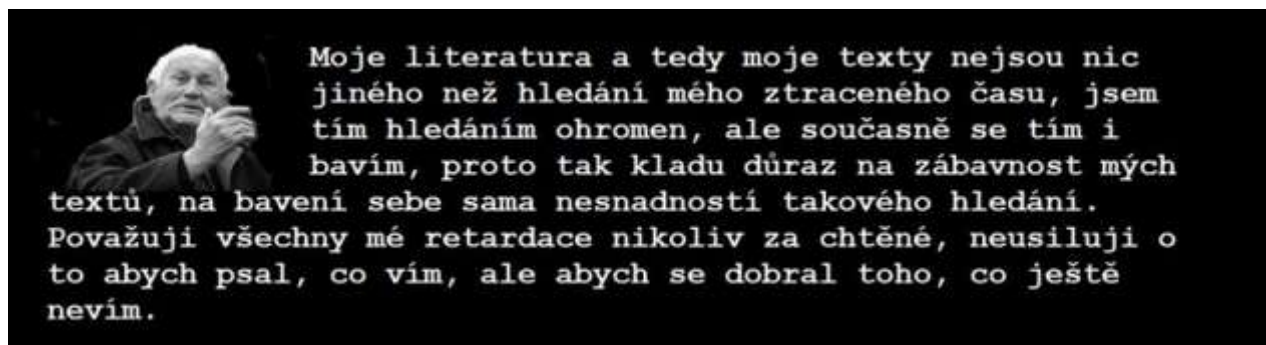 Moje literatura a tedy moje texty nejsou nic
jiného než hledání mého ztraceného času, jsem
tím hledáním ohromen, ale současně se tím i
bavím, proto tak kladu důraz na zábavnost mých
textů, na bavení sebe sama nesnadností takového hledání.
Považuji všechny mé retardace nikoliv za chtěné, neusiluji o
to abych psal, co vím, ale abych se dobral toho, co ještě
nevím.